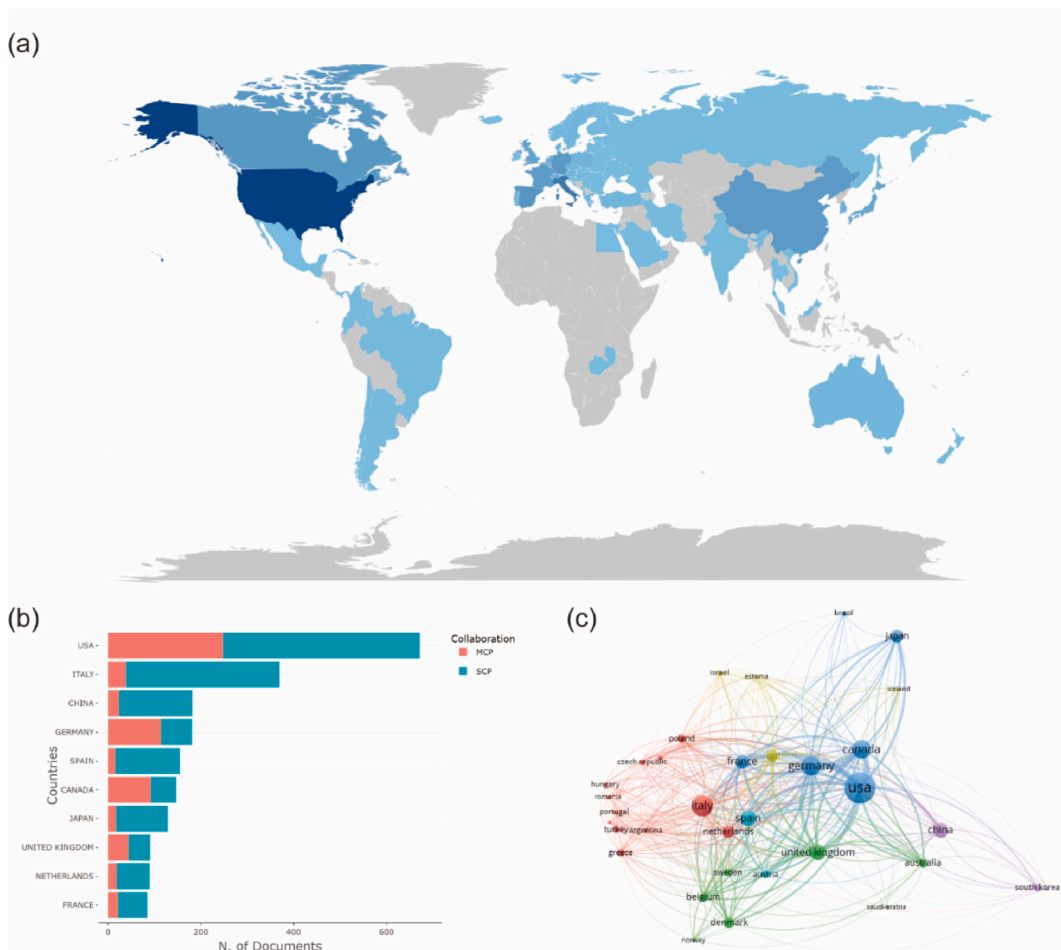 (a)
(b)
USA
ITALY
CHINA
GERMANY
SPAIN
CANADA
JAPAN
UNITED KINGDOM
NETHERLANDS
FRANCE
Countries
0
200
400
600
N. of Documents
Collaboration
MCP
SCP
(c)
brazil
japan
israel
estonia
iceland
poland
canada
czech republic
france
germany
hungary
usa
romania
italy
portugal
spain
turkey
argentina
netherlands
china
greece
united kingdom
australia
sweden
austria
south korea
belgium
saudi arabia
denmark
norway